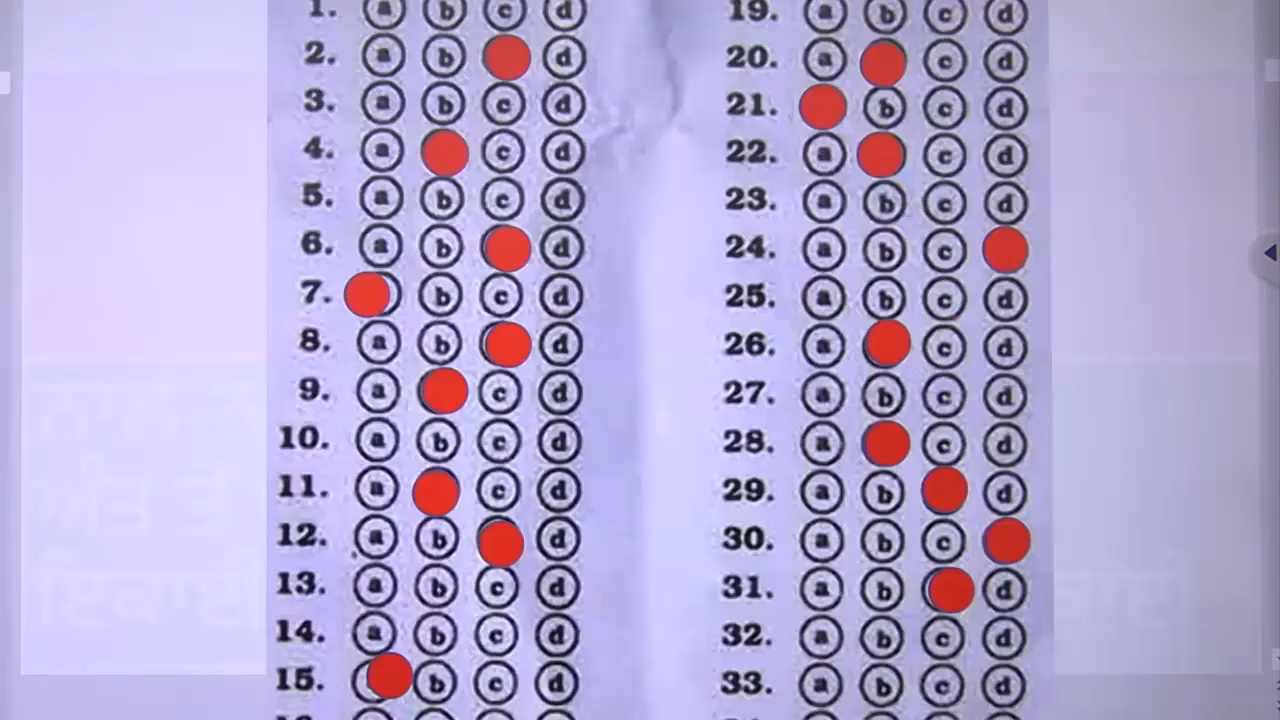 1. a b c d
2. a b d
3. a b c d
4. a c d
5. a b c d
6. a b d
7. b c d
8. a b d
9. a c d
10. a b c d
11. a c d
12. a b d
13. a b c d
14. a b c d
15. b c d
19. a b c d
20. a c d
21. b c d
22. a c d
23. a b c d
24. a b c
25. a b c d
26. a c d
27. a b c d
28. a c d
29. a b d
30. a b c
31. a b d
32. a b c d
33. a b c d